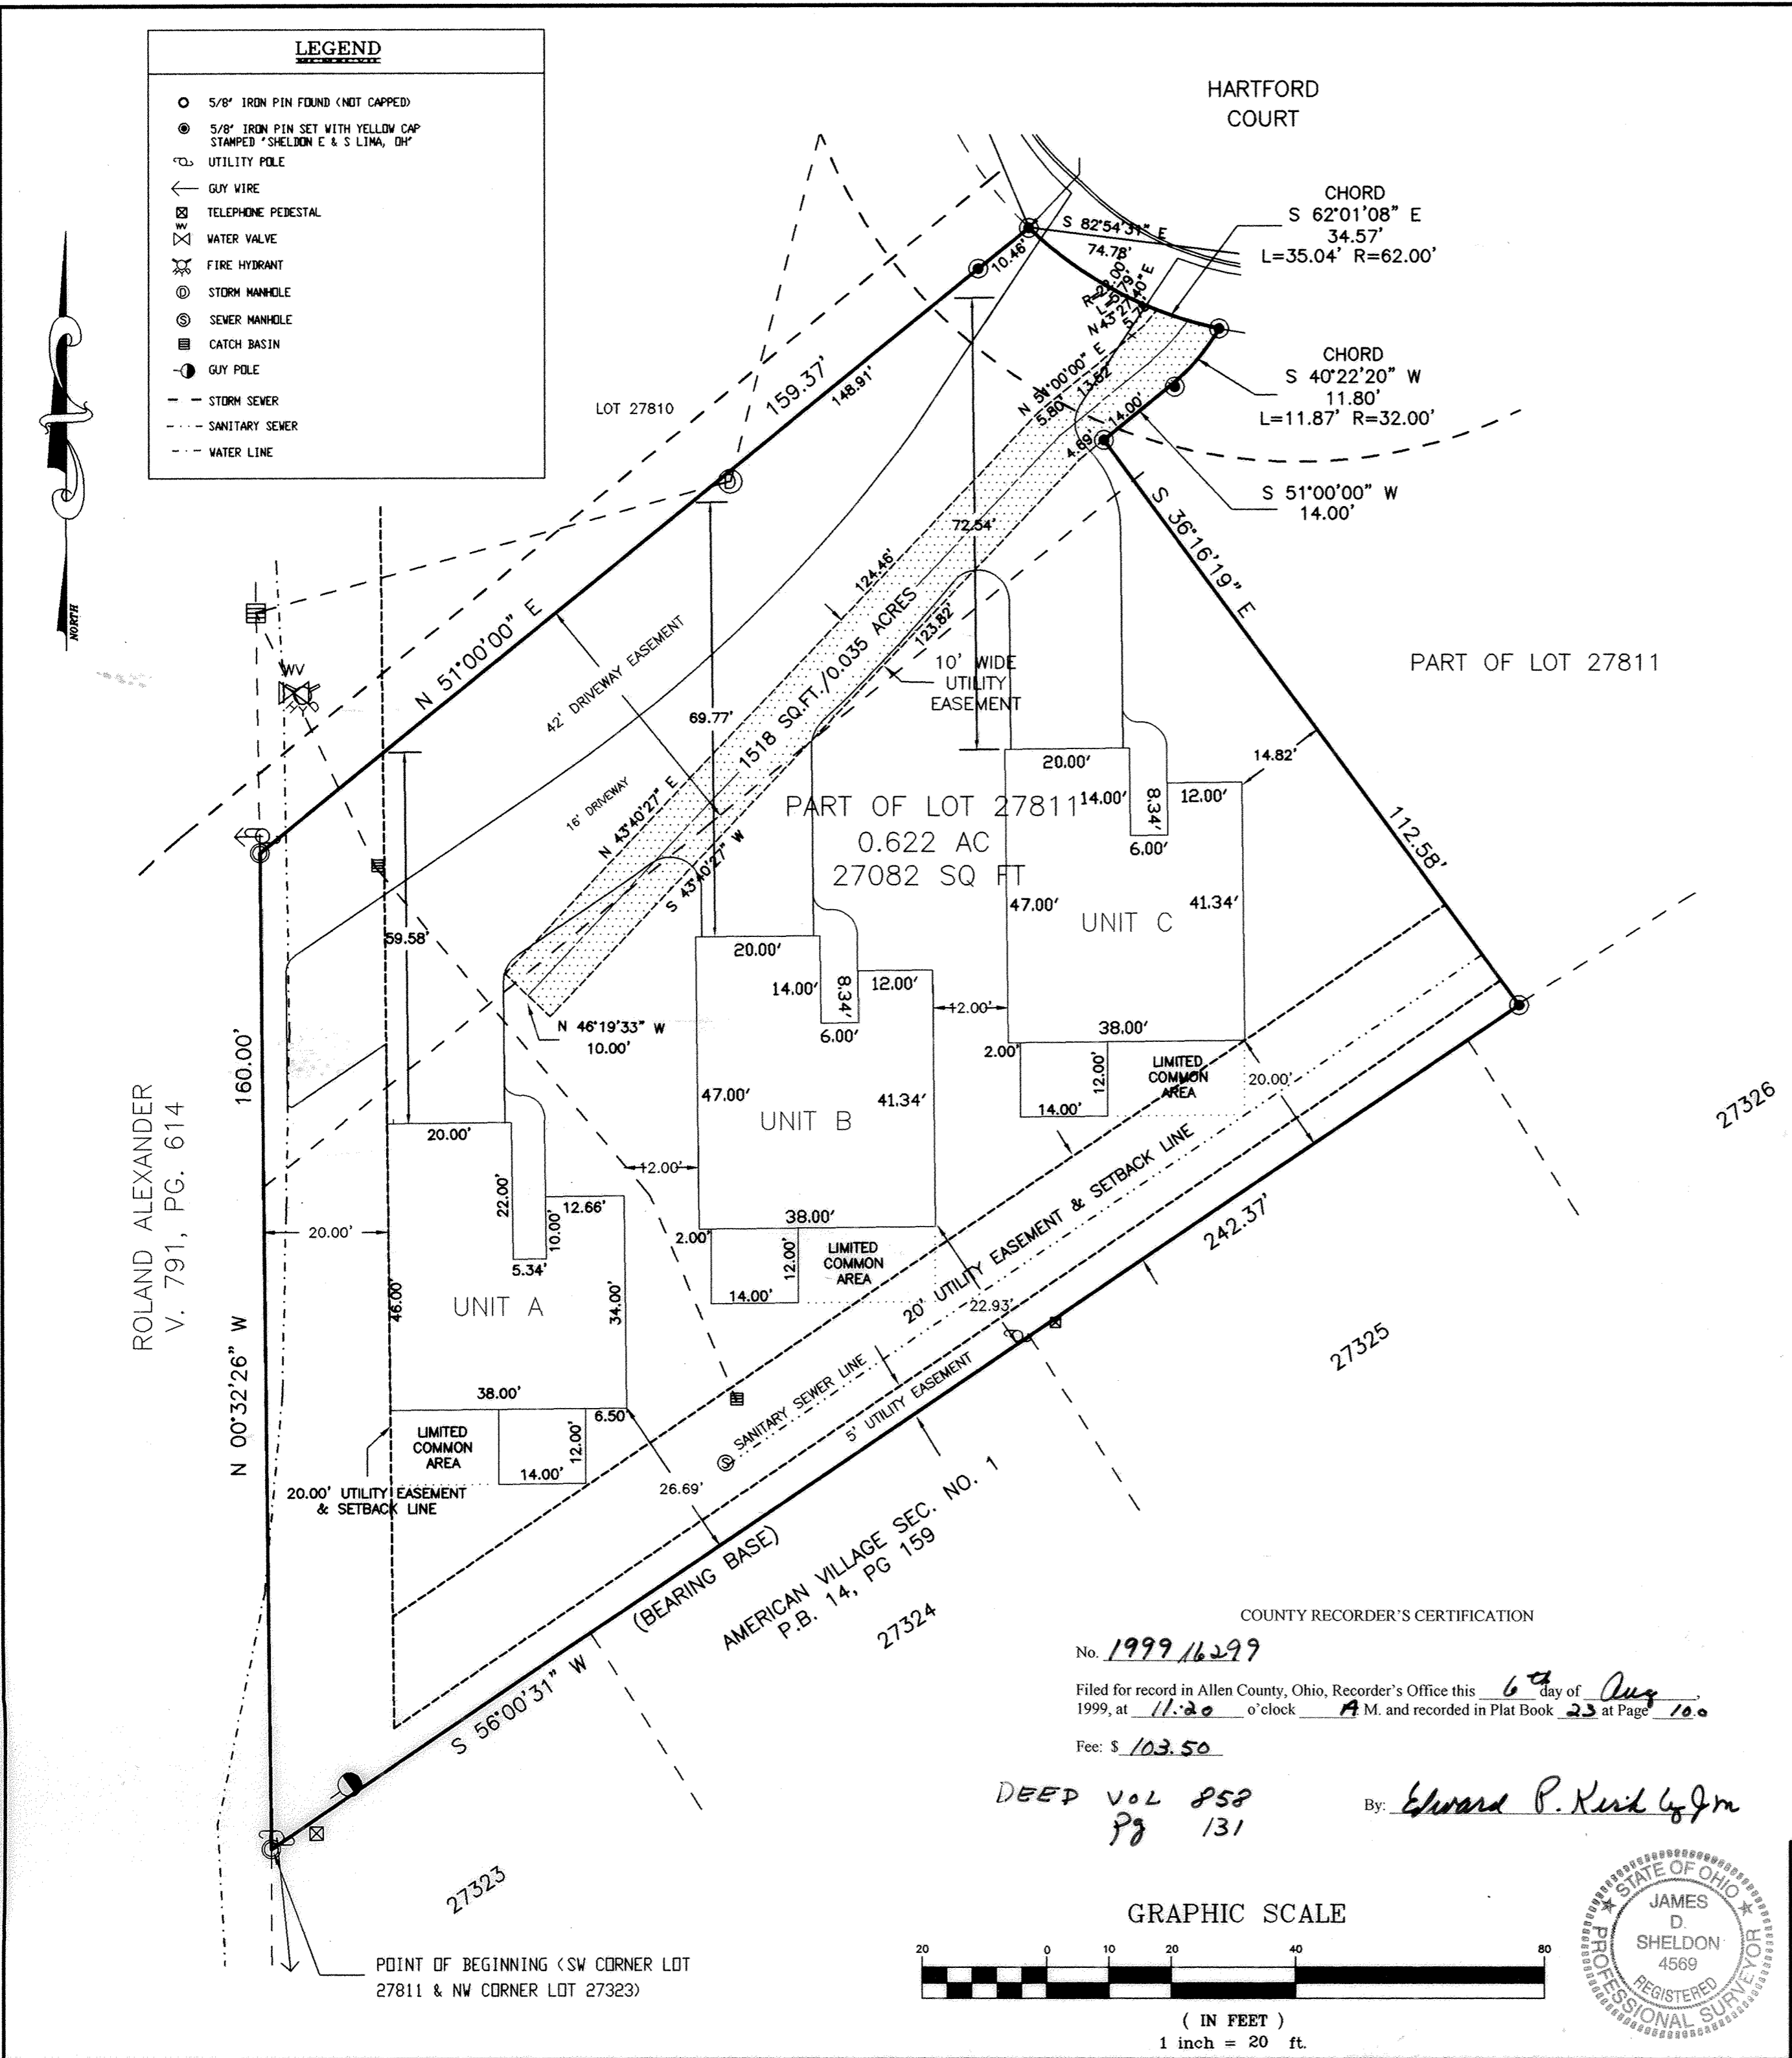 LEGEND
5/8" IRON PIN FOUND (NOT CAPPED)
5/8" IRON PIN SET WITH YELLOW CAP
STAMPED "SHELDON E & S LIMA, OH"
UTILITY POLE
GUY WIRE
TELEPHONE PEDESTAL
WV
WATER VALVE
FIRE HYDRANT
D STORM MANHOLE
S SEWER MANHOLE
CATCH BASIN
GUY POLE
STORM SEWER
SANITARY SEWER
WATER LINE
NORTH
HARTFORD
COURT
CHORD
S 62°01'08" E
34.57'
L=35.04' R=62.00'
S 82°54'31" E
74.78'
10.46'
R=22.00'
L=5.79'
N 43°27'40" E
CHORD
S 40°22'20" W
11.80'
L=11.87' R=32.00'
N 51°00'00" E
13.52'
5.80'
14.00'
4.69'
S 51°00'00" W
14.00'
159.37'
148.91'
LOT 27810
N 51°00'00" E
S 36°16'19" E
112.58'
PART OF LOT 27811
72.54'
124.46'
1518 SQ.FT./0.035 ACRES
123.82'
10' WIDE
UTILITY
EASEMENT
42' DRIVEWAY EASEMENT
69.77'
16' DRIVEWAY
N 43°40'27" E
S 43°40'27" W
WV
HYD
D
59.58'
PART OF LOT 27811
0.622 AC
27082 SQ FT
14.82'
20.00'
14.00'
8.34'
12.00'
6.00'
47.00'
UNIT C
41.34'
38.00'
2.00'
12.00'
14.00'
LIMITED
COMMON
AREA
20.00'
12.00'
N 46°19'33" W
10.00'
20.00'
14.00'
8.34'
12.00'
6.00'
47.00'
UNIT B
41.34'
38.00'
2.00'
12.00'
14.00'
LIMITED
COMMON
AREA
22.93'
12.00'
20.00'
22.00'
10.00'
12.66'
5.34'
46.00'
UNIT A
34.00'
38.00'
6.50'
12.00'
14.00'
LIMITED
COMMON
AREA
26.69'
20.00'
20.00' UTILITY EASEMENT
& SETBACK LINE
160.00'
N 00°32'26" W
ROLAND ALEXANDER
V. 791, PG. 614
20' UTILITY EASEMENT & SETBACK LINE
S SANITARY SEWER LINE
5' UTILITY EASEMENT
242.37'
(BEARING BASE)
S 56°00'31" W
AMERICAN VILLAGE SEC. NO. 1
P.B. 14, PG 159
27326
27325
27324
27323
POINT OF BEGINNING (SW CORNER LOT
27811 & NW CORNER LOT 27323)
COUNTY RECORDER'S CERTIFICATION
No. 1999 16299
Filed for record in Allen County, Ohio, Recorder's Office this 6th day of Aug,
1999, at 11:20 o'clock A M. and recorded in Plat Book 23 at Page 100
Fee: $ 103.50
DEED VOL 858
Pg 131
By: Edward P. Kirk by Jm
GRAPHIC SCALE
20 0 10 20 40 80
( IN FEET )
1 inch = 20 ft.
STATE OF OHIO
JAMES
D.
SHELDON
4569
REGISTERED
PROFESSIONAL SURVEYOR